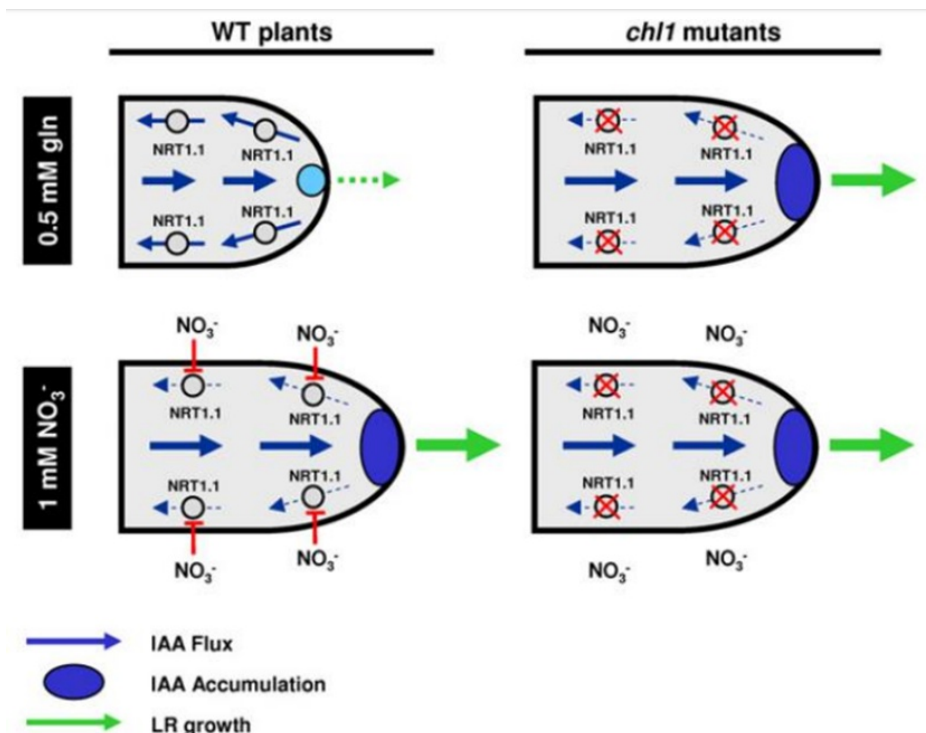 WT plants
chl1 mutants
0.5 mM gln
NRT1.1
NRT1.1
NRT1.1
NRT1.1
NRT1.1
NRT1.1
NRT1.1
NRT1.1
1 mM NO3-
NO3-
NO3-
NO3-
NO3-
NRT1.1
NRT1.1
NRT1.1
NRT1.1
NRT1.1
NRT1.1
NRT1.1
NRT1.1
NO3-
NO3-
NO3-
NO3-
IAA Flux
IAA Accumulation
LR growth